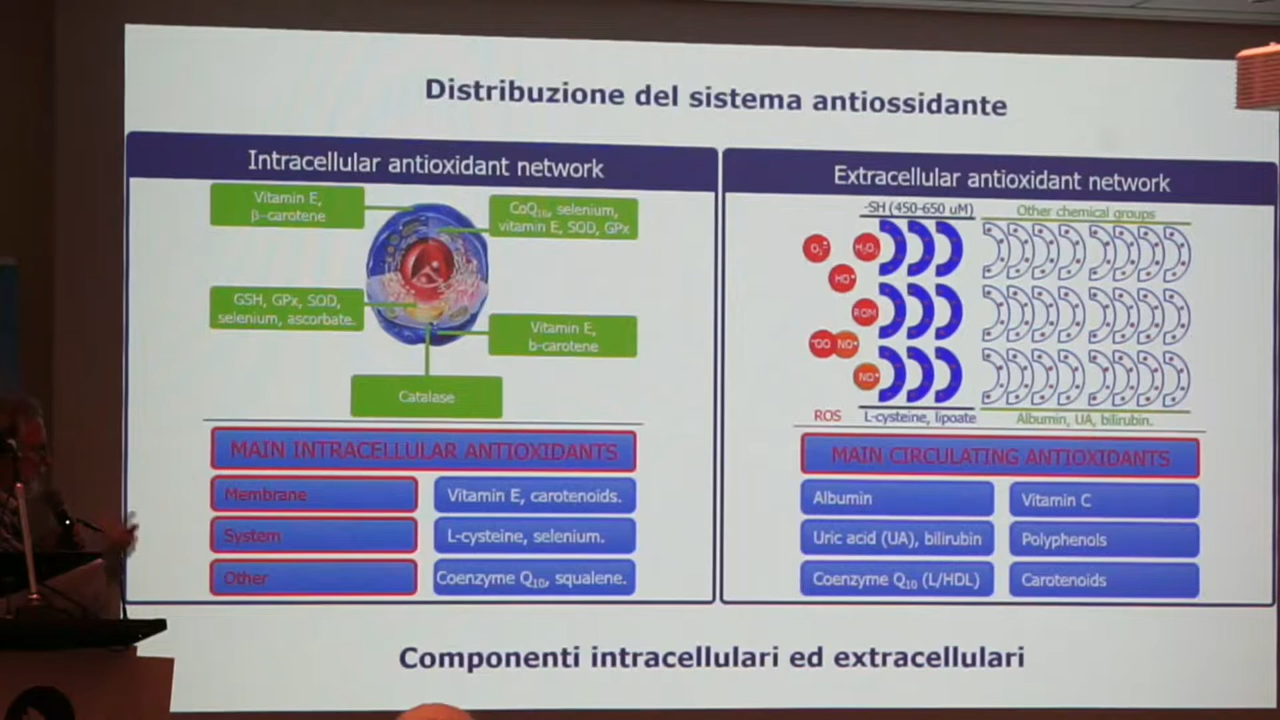 Distribuzione del sistema antiossidante
Intracellular antioxidant network
Vitamin E,
β-carotene
CoQ10, selenium,
vitamin E, SOD, GPx
GSH, GPx, SOD,
selenium, ascorbate.
Vitamin E,
b-carotene
Catalase
MAIN INTRACELLULAR ANTIOXIDANTS
Membrane
Vitamin E, carotenoids.
System
L-cysteine, selenium.
Other
Coenzyme Q10, squalene.
Extracellular antioxidant network
-SH (450-650 uM)
Other chemical groups
H2O2
HO•
ROM
NO•
NO•
ROS
L-cysteine, lipoate
Albumin, UA, bilirubin.
MAIN CIRCULATING ANTIOXIDANTS
Albumin
Vitamin C
Uric acid (UA), bilirubin
Polyphenols
Coenzyme Q10 (L/HDL)
Carotenoids
Componenti intracellulari ed extracellulari